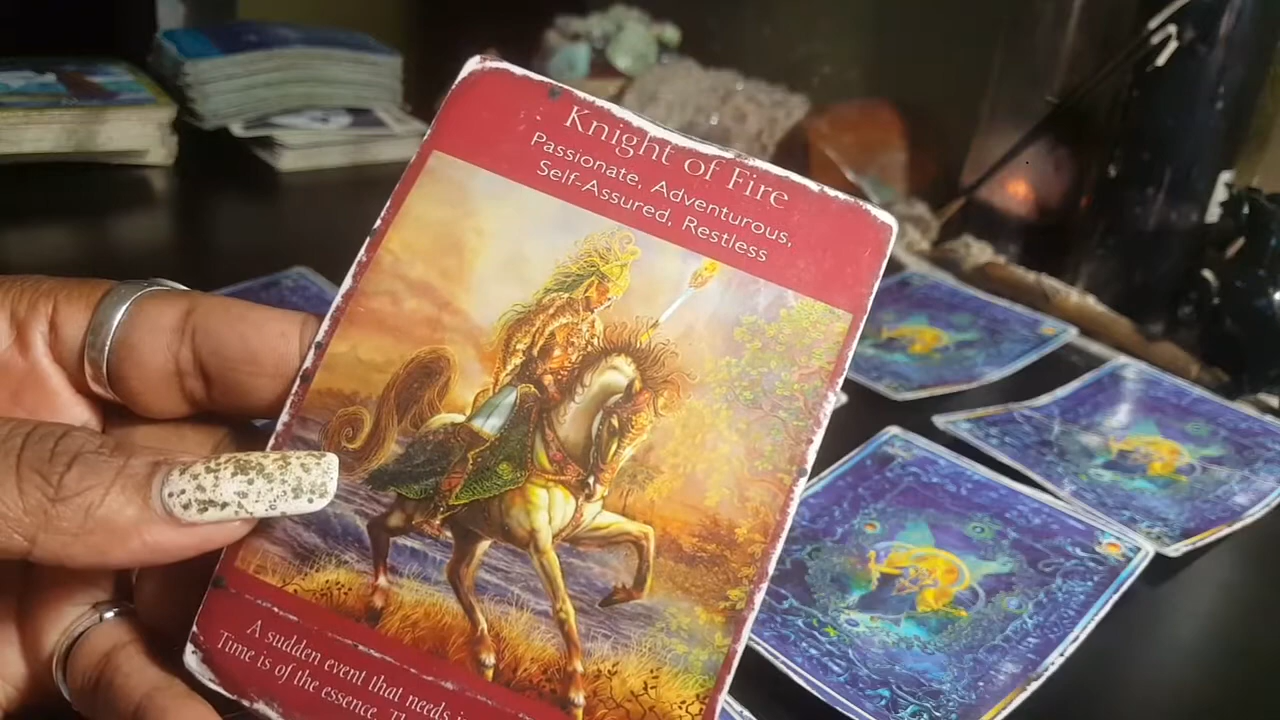 Knight of Fire
Passionate, Adventurous,
Self-Assured, Restless
A sudden event that needs
Time is of the essence.